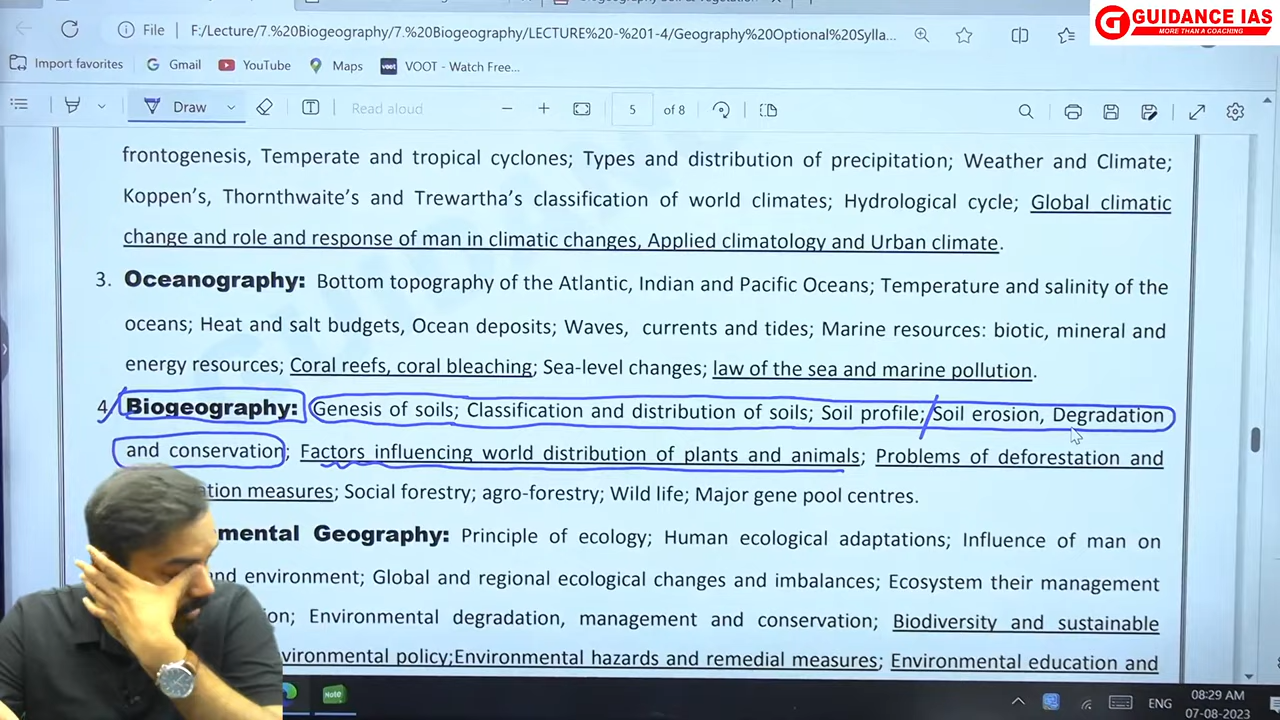 GUIDANCE IAS
MORE THAN A COACHING
File F:/Lecture/7.%20Biogeography/7.%20Biogeography/LECTURE%20-%201-4/Geography%20Optional%20Sylla...
Import favorites Gmail YouTube Maps VOOT - Watch Free...
Draw Read aloud 5 of 8
frontogenesis, Temperate and tropical cyclones; Types and distribution of precipitation; Weather and Climate;
Koppen's, Thornthwaite's and Trewartha's classification of world climates; Hydrological cycle; Global climatic
change and role and response of man in climatic changes, Applied climatology and Urban climate.
3. Oceanography: Bottom topography of the Atlantic, Indian and Pacific Oceans; Temperature and salinity of the
oceans; Heat and salt budgets, Ocean deposits; Waves, currents and tides; Marine resources: biotic, mineral and
energy resources; Coral reefs, coral bleaching; Sea-level changes; law of the sea and marine pollution.
4 Biogeography: Genesis of soils; Classification and distribution of soils; Soil profile; Soil erosion, Degradation
and conservation; Factors influencing world distribution of plants and animals; Problems of deforestation and
measures; Social forestry; agro-forestry; Wild life; Major gene pool centres.
Geography: Principle of ecology; Human ecological adaptations; Influence of man on
and environment; Global and regional ecological changes and imbalances; Ecosystem their management
Environmental degradation, management and conservation; Biodiversity and sustainable
policy;Environmental hazards and remedial measures; Environmental education and
Note
ENG
08:29 AM
07-08-2023